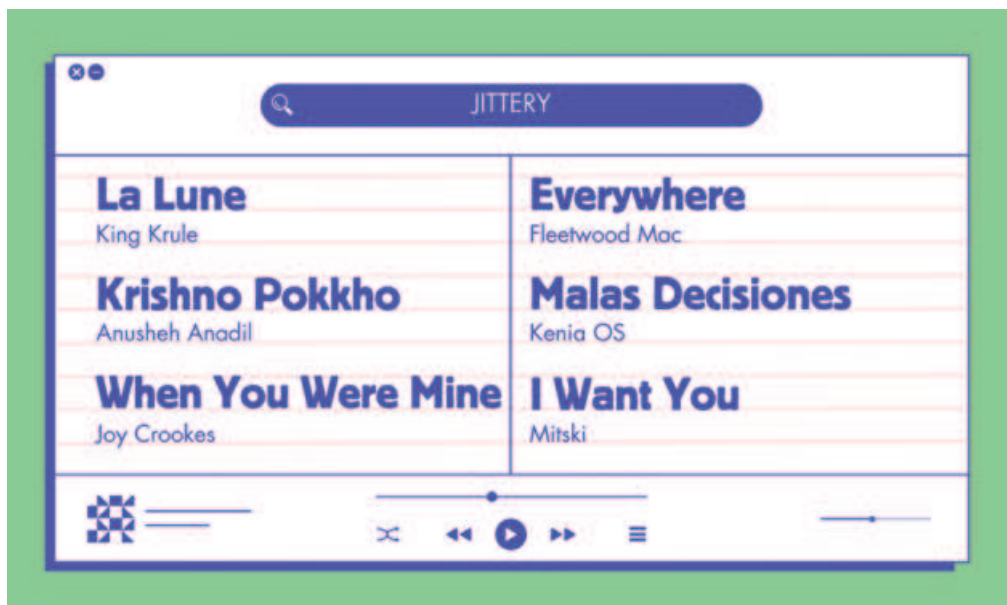 JITTERY
La Lune
King Krule
Krishno Pokkho
Anusheh Anadil
When You Were Mine
Joy Crookes
Everywhere
Fleetwood Mac
Malas Decisiones
Kenia OS
I Want You
Mitski